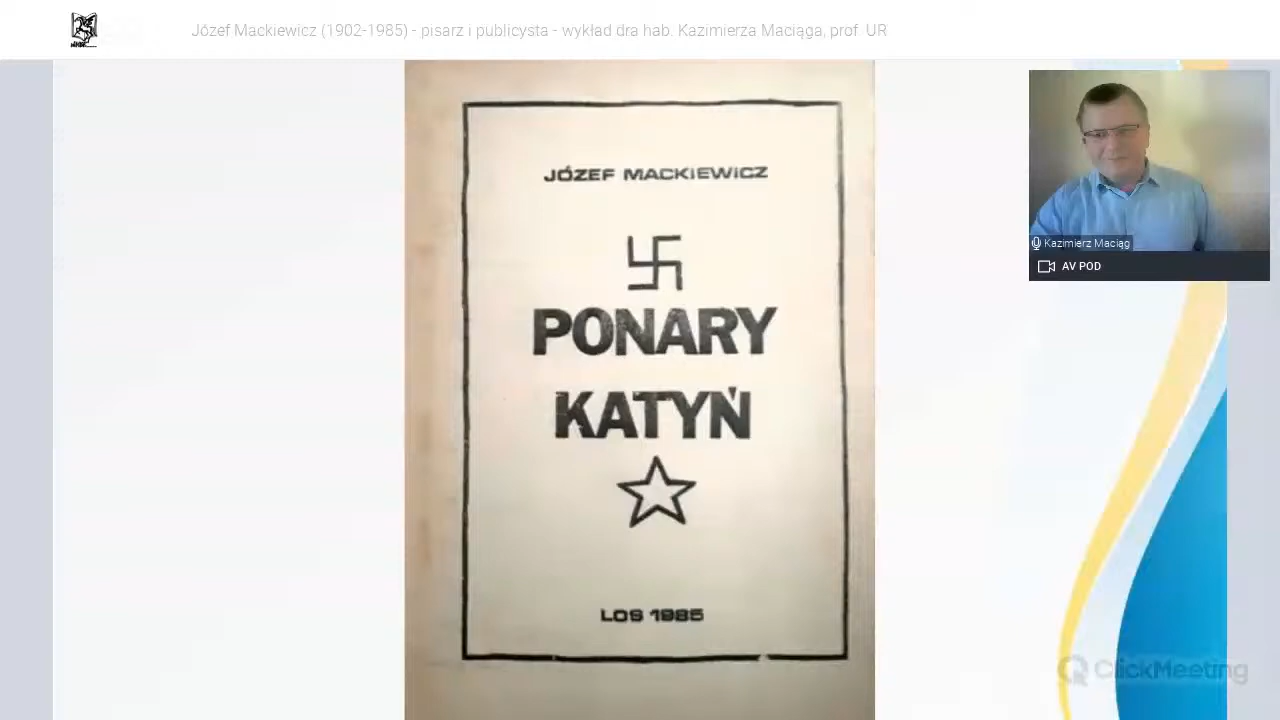 Józef Mackiewicz (1902-1985) - pisarz i publicysta - wykład dra hab. Kazimierza Maciąga, prof. UR
JÓZEF MACKIEWICZ
PONARY
KATYŃ
LOS 1985
Kazimierz Maciąg
AV POD
ClickMeeting